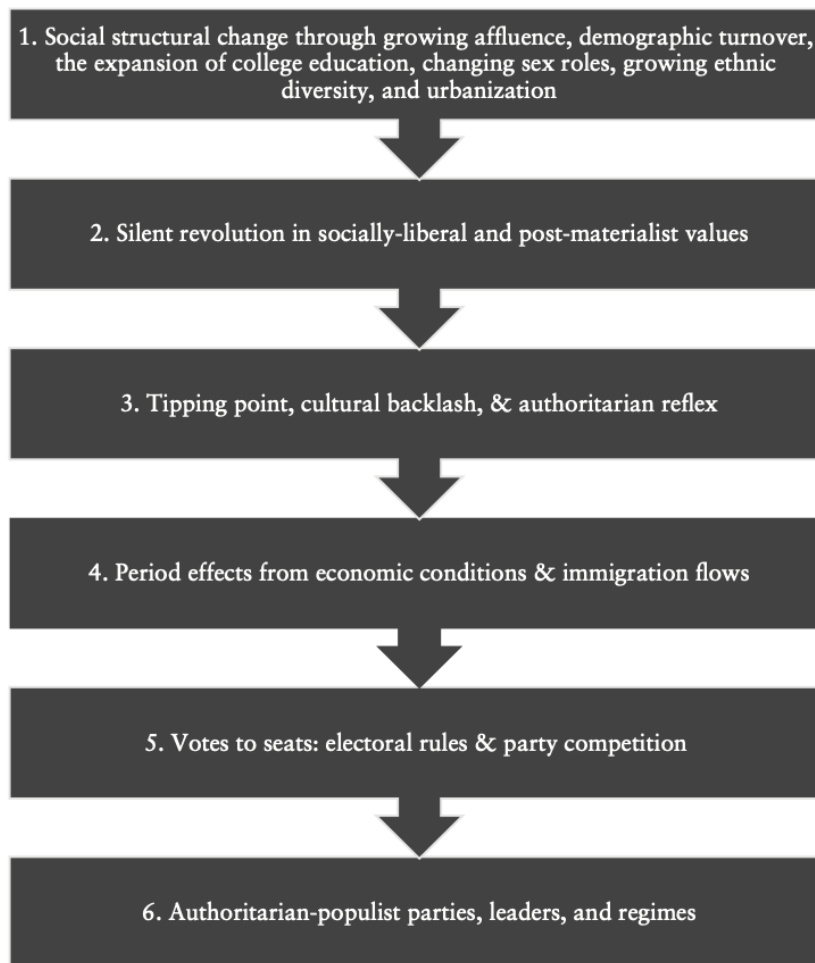 1. Social structural change through growing affluence, demographic turnover,
the expansion of college education, changing sex roles, growing ethnic
diversity, and urbanization
2. Silent revolution in socially-liberal and post-materialist values
3. Tipping point, cultural backlash, & authoritarian reflex
4. Period effects from economic conditions & immigration flows
5. Votes to seats: electoral rules & party competition
6. Authoritarian-populist parties, leaders, and regimes